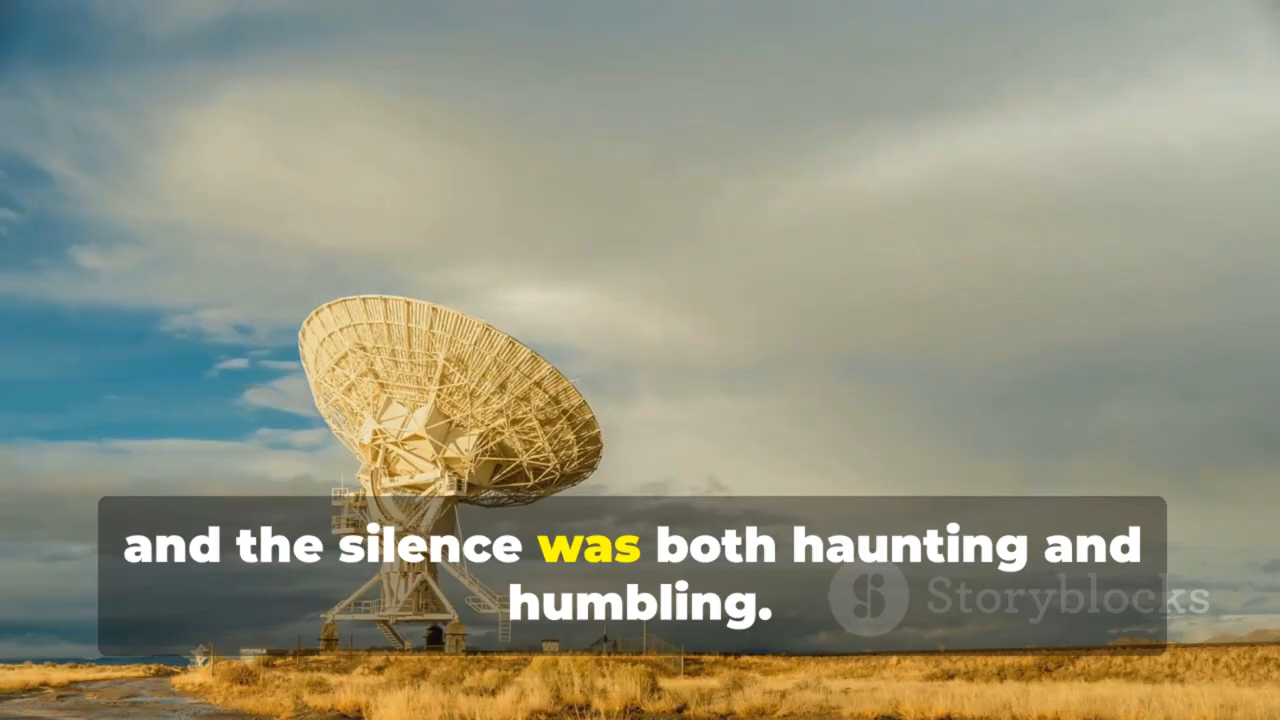 and the silence was both haunting and
humbling.
Storyblocks